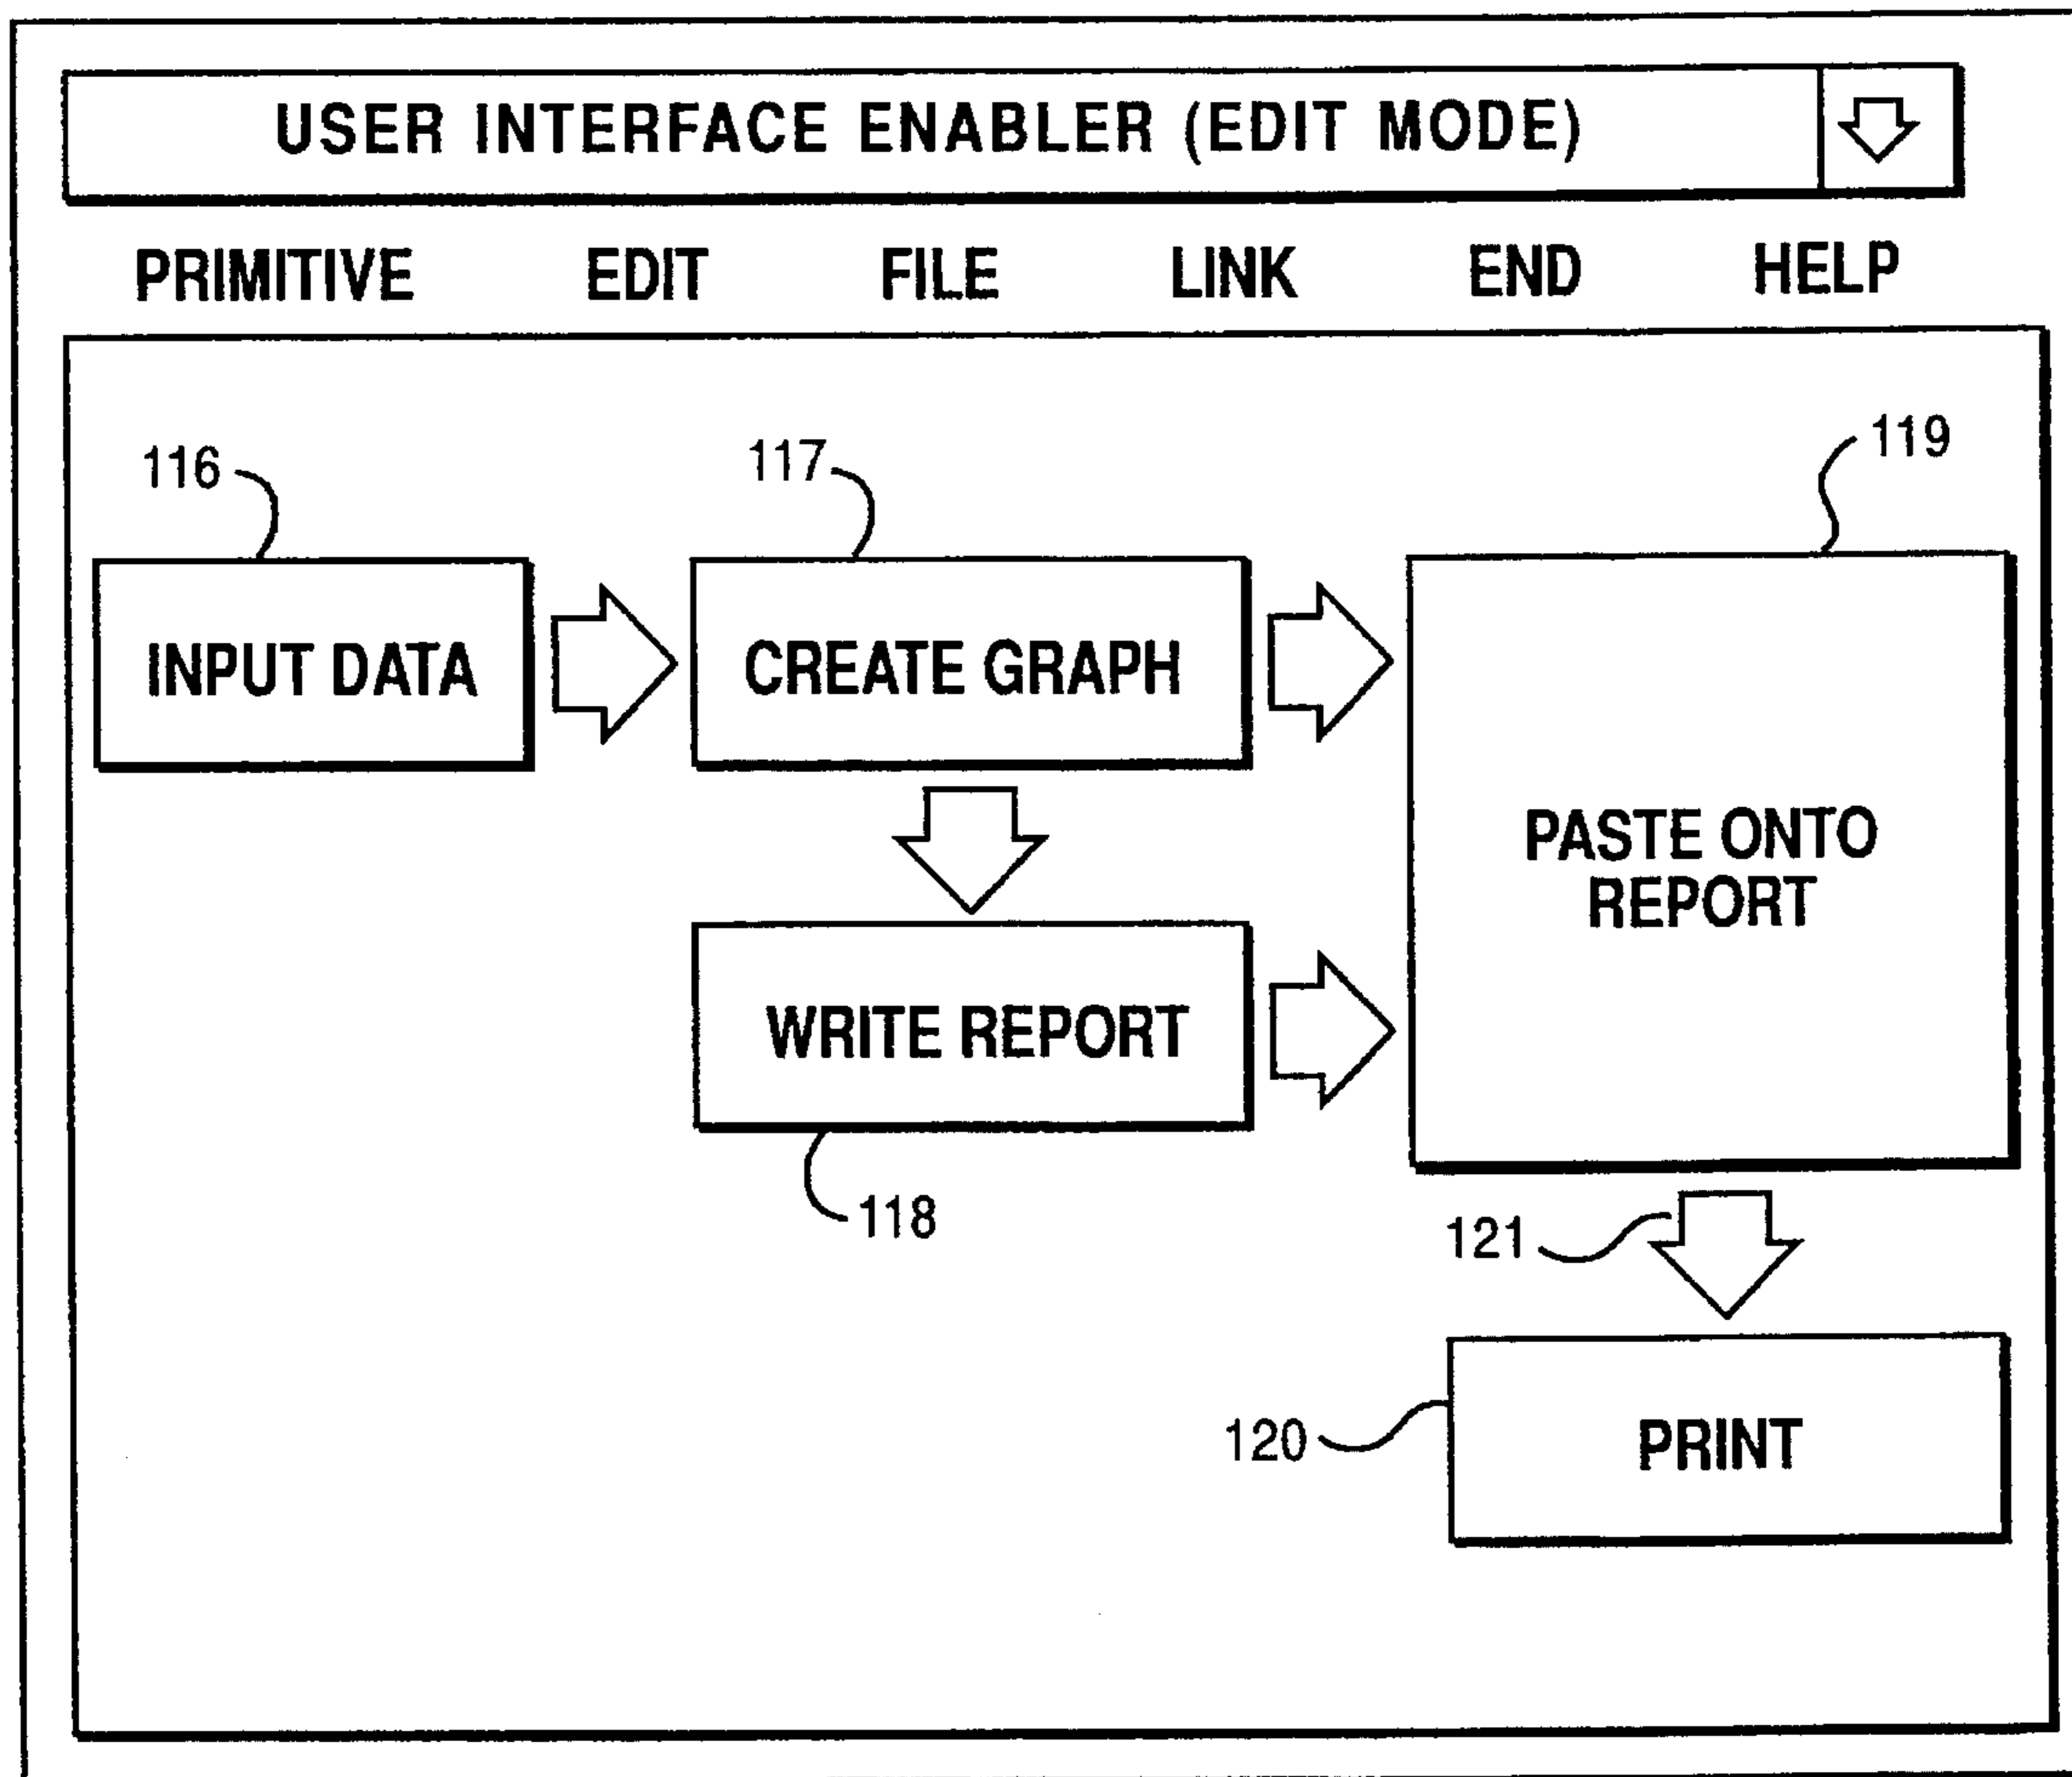 USER INTERFACE ENABLER (EDIT MODE)
PRIMITIVE EDIT FILE LINK END HELP
116
117
119
INPUT DATA
CREATE GRAPH
PASTE ONTO
REPORT
WRITE REPORT
118
121
120
PRINT